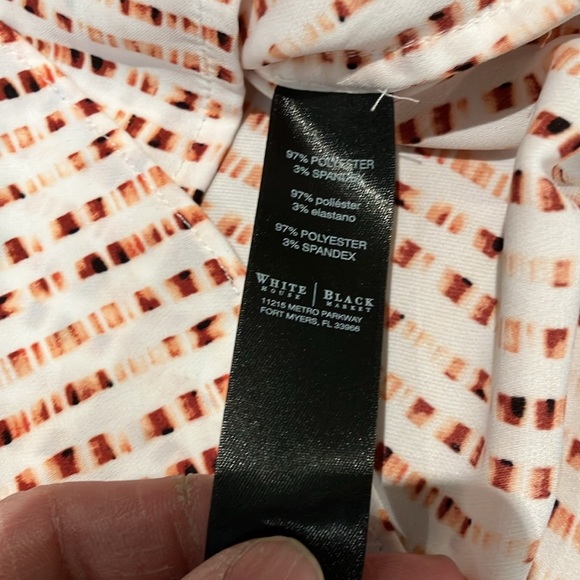 97% POLYESTER
3% SPANDEX
97% poliéster
3% elastano
97% POLYESTER
3% SPANDEX
WHITE | BLACK
HOUSE | MARKET
11215 METRO PARKWAY
FORT MYERS, FL 33966